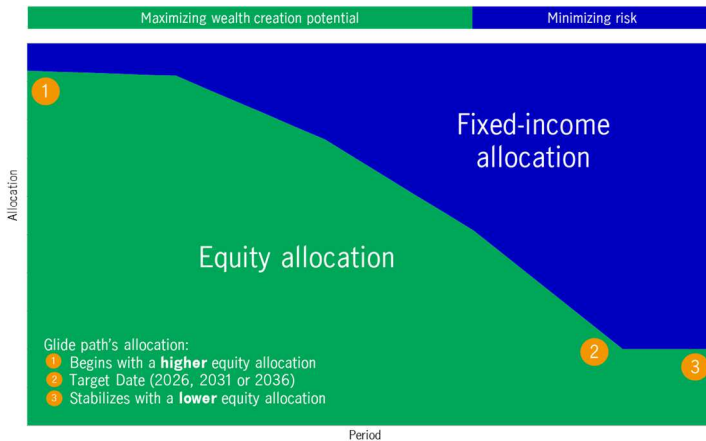 Maximizing wealth creation potential
Minimizing risk
1
Fixed-income
allocation
Allocation
Equity allocation
Glide path's allocation:
1 Begins with a higher equity allocation
2 Target Date (2026, 2031 or 2036)
3 Stabilizes with a lower equity allocation
2
3
Period